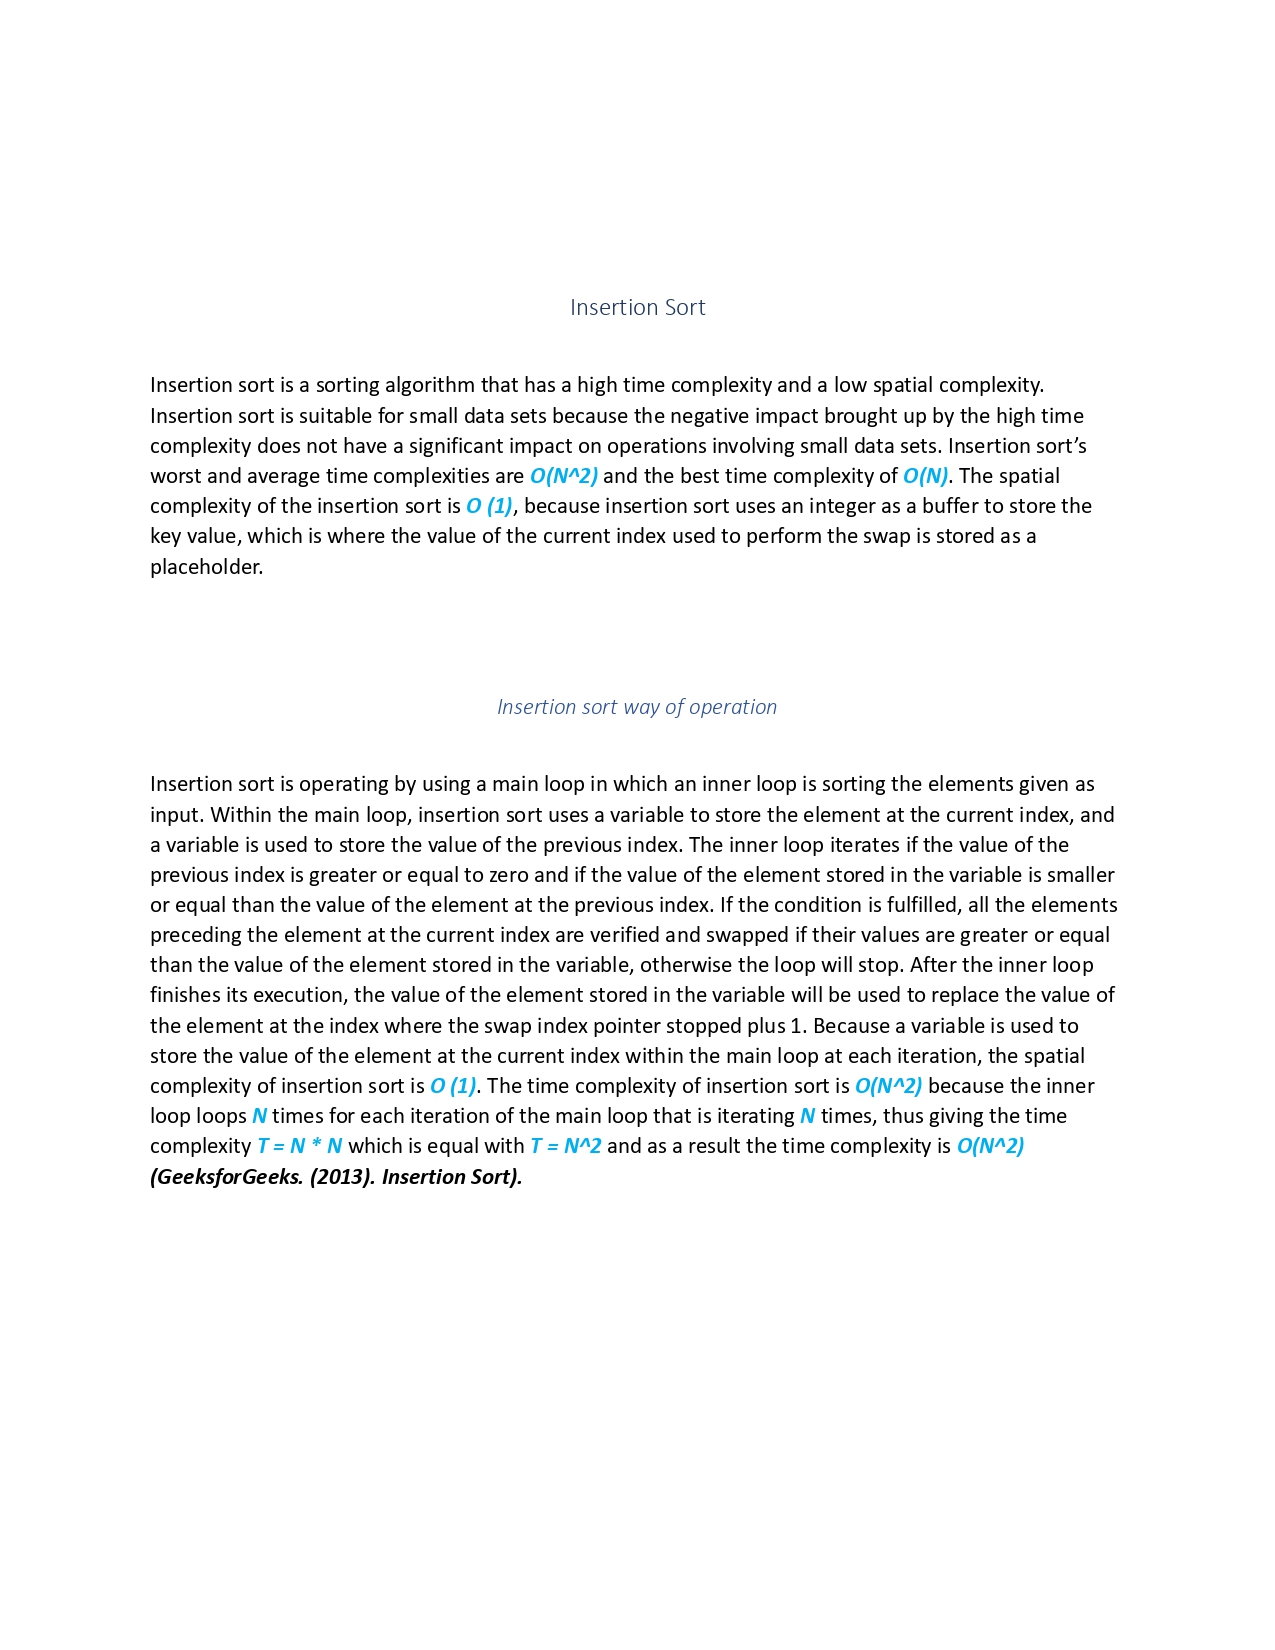 Insertion Sort
Insertion sort is a sorting algorithm that has a high time complexity and a low spatial complexity.
Insertion sort is suitable for small data sets because the negative impact brought up by the high time
complexity does not have a significant impact on operations involving small data sets. Insertion sort’s
worst and average time complexities are O(N^2) and the best time complexity of O(N). The spatial
complexity of the insertion sort is O (1), because insertion sort uses an integer as a buffer to store the
key value, which is where the value of the current index used to perform the swap is stored as a
placeholder.
Insertion sort way of operation
Insertion sort is operating by using a main loop in which an inner loop is sorting the elements given as
input. Within the main loop, insertion sort uses a variable to store the element at the current index, and
a variable is used to store the value of the previous index. The inner loop iterates if the value of the
previous index is greater or equal to zero and if the value of the element stored in the variable is smaller
or equal than the value of the element at the previous index. If the condition is fulfilled, all the elements
preceding the element at the current index are verified and swapped if their values are greater or equal
than the value of the element stored in the variable, otherwise the loop will stop. After the inner loop
finishes its execution, the value of the element stored in the variable will be used to replace the value of
the element at the index where the swap index pointer stopped plus 1. Because a variable is used to
store the value of the element at the current index within the main loop at each iteration, the spatial
complexity of insertion sort is O (1). The time complexity of insertion sort is O(N^2) because the inner
loop loops N times for each iteration of the main loop that is iterating N times, thus giving the time
complexity T = N * N which is equal with T = N^2 and as a result the time complexity is O(N^2)
(GeeksforGeeks. (2013). Insertion Sort).